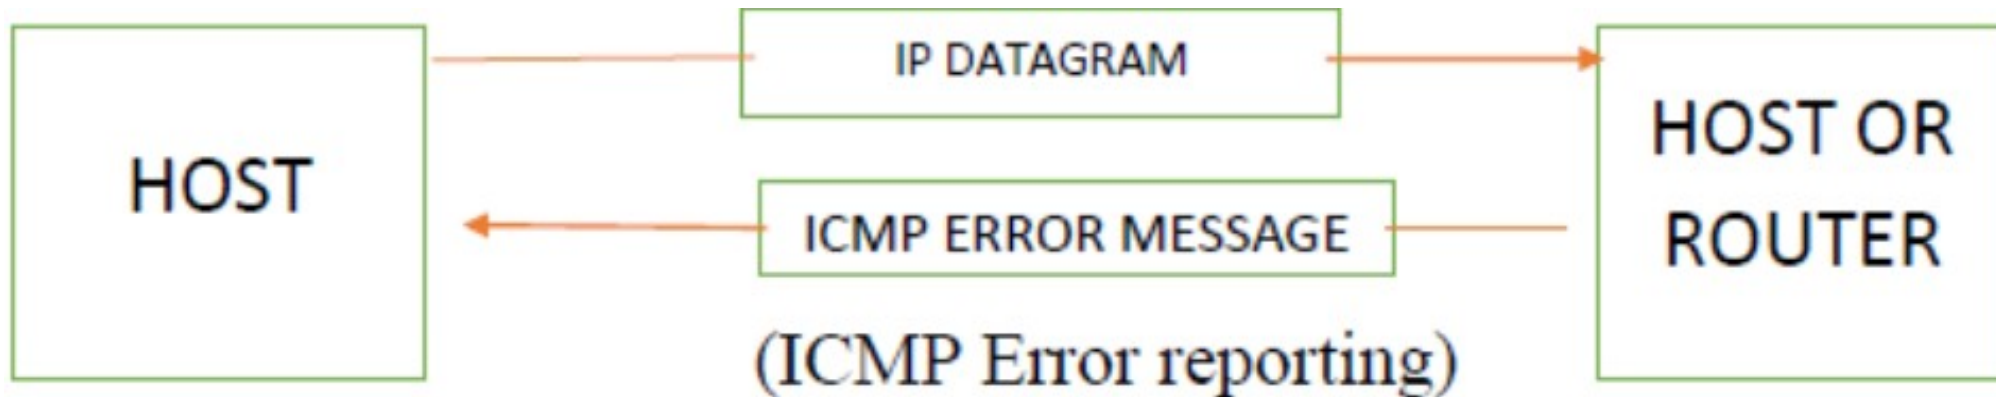 HOST
IP DATAGRAM
ICMP ERROR MESSAGE
HOST OR
ROUTER
(ICMP Error reporting)